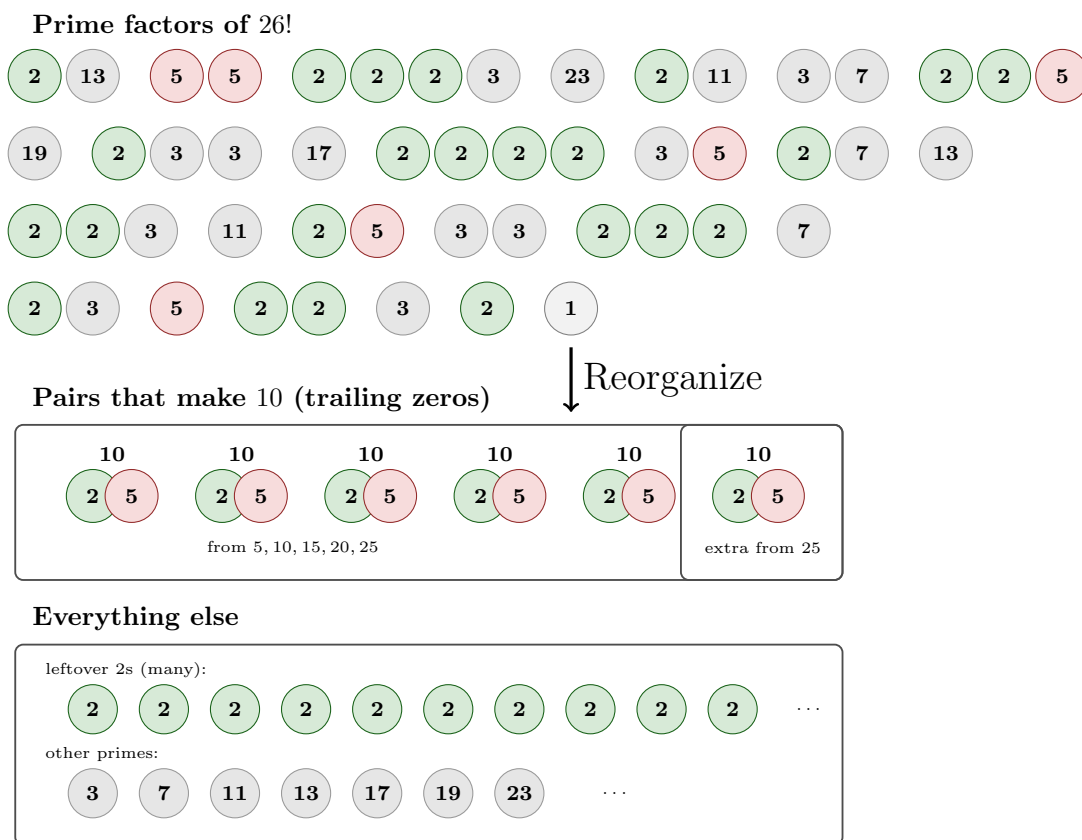 Prime factors of 26!
2 13 5 5 2 2 2 3 23 2 11 3 7 2 2 5
19 2 3 3 17 2 2 2 2 3 5 2 7 13
2 2 3 11 2 5 3 3 2 2 2 7
2 3 5 2 2 3 2 1
Reorganize
Pairs that make 10 (trailing zeros)
10 10 10 10 10 10
2 5 2 5 2 5 2 5 2 5 2 5
from 5, 10, 15, 20, 25 extra from 25
Everything else
leftover 2s (many):
2 2 2 2 2 2 2 2 2 2 ...
other primes:
3 7 11 13 17 19 23 ...